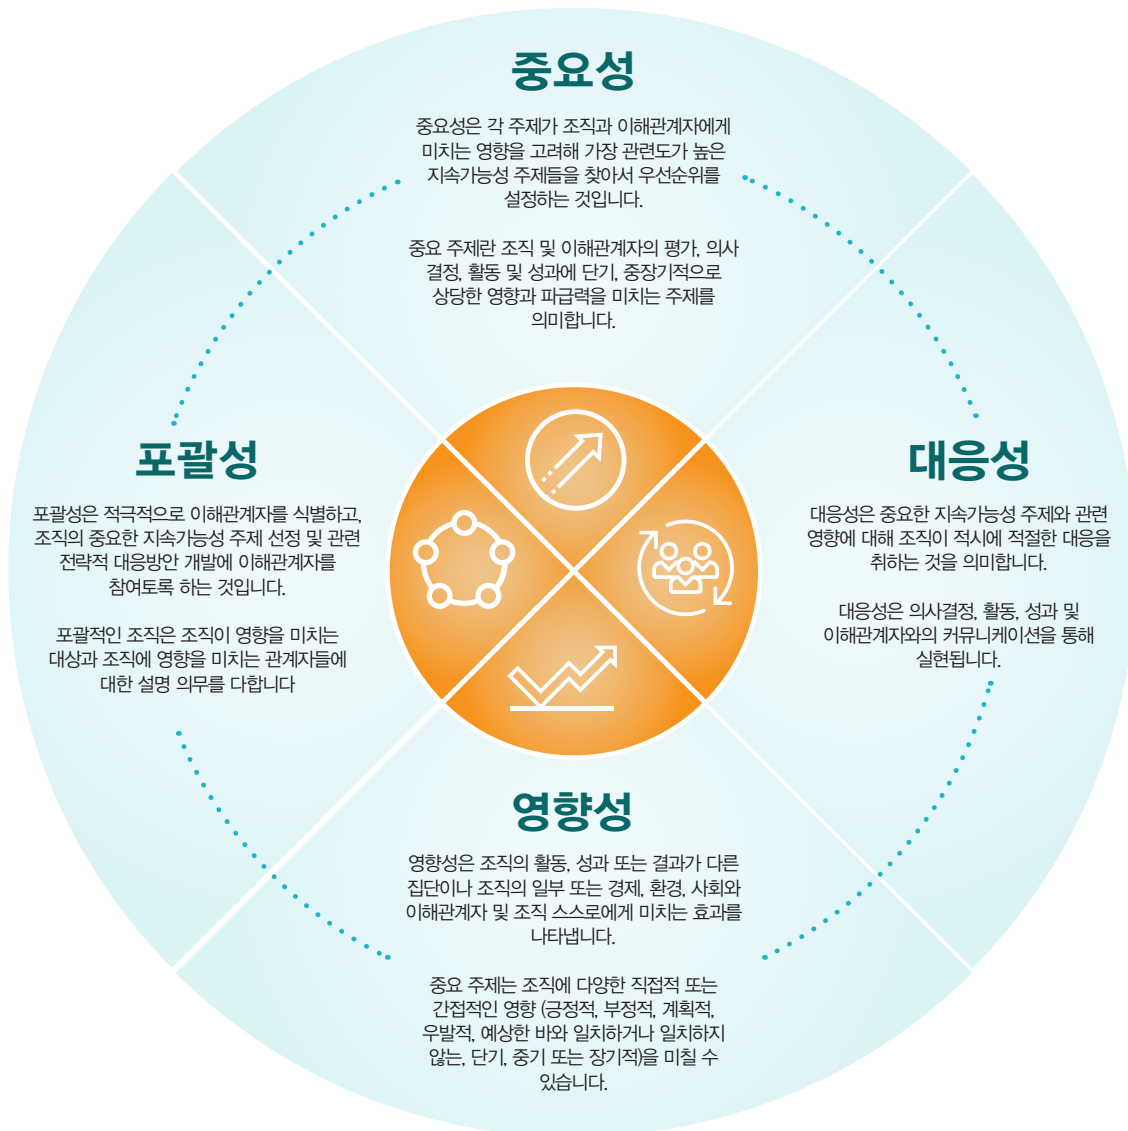 중요성
중요성은 각 주제가 조직과 이해관계자에게
미치는 영향을 고려해 가장 관련도가 높은
지속가능성 주제들을 찾아서 우선순위를
설정하는 것입니다.
중요 주제란 조직 및 이해관계자의 평가, 의사
결정, 활동 및 성과에 단기, 중장기적으로
상당한 영향과 파급력을 미치는 주제를
의미합니다.
포괄성
포괄성은 적극적으로 이해관계자를 식별하고,
조직의 중요한 지속가능성 주제 선정 및 관련
전략적 대응방안 개발에 이해관계자를
참여토록 하는 것입니다.
포괄적인 조직은 조직이 영향을 미치는
대상과 조직에 영향을 미치는 관계자들에
대한 설명 의무를 다합니다
대응성
대응성은 중요한 지속가능성 주제와 관련
영향에 대해 조직이 적시에 적절한 대응을
취하는 것을 의미합니다.
대응성은 의사결정, 활동, 성과 및
이해관계자와의 커뮤니케이션을 통해
실현됩니다.
영향성
영향성은 조직의 활동, 성과 또는 결과가 다른
집단이나 조직의 일부 또는 경제, 환경, 사회와
이해관계자 및 조직 스스로에게 미치는 효과를
나타냅니다.
중요 주제는 조직에 다양한 직접적 또는
간접적인 영향 (긍정적, 부정적, 계획적,
우발적, 예상한 바와 일치하거나 일치하지
않는, 단기, 중기 또는 장기적)을 미칠 수
있습니다.